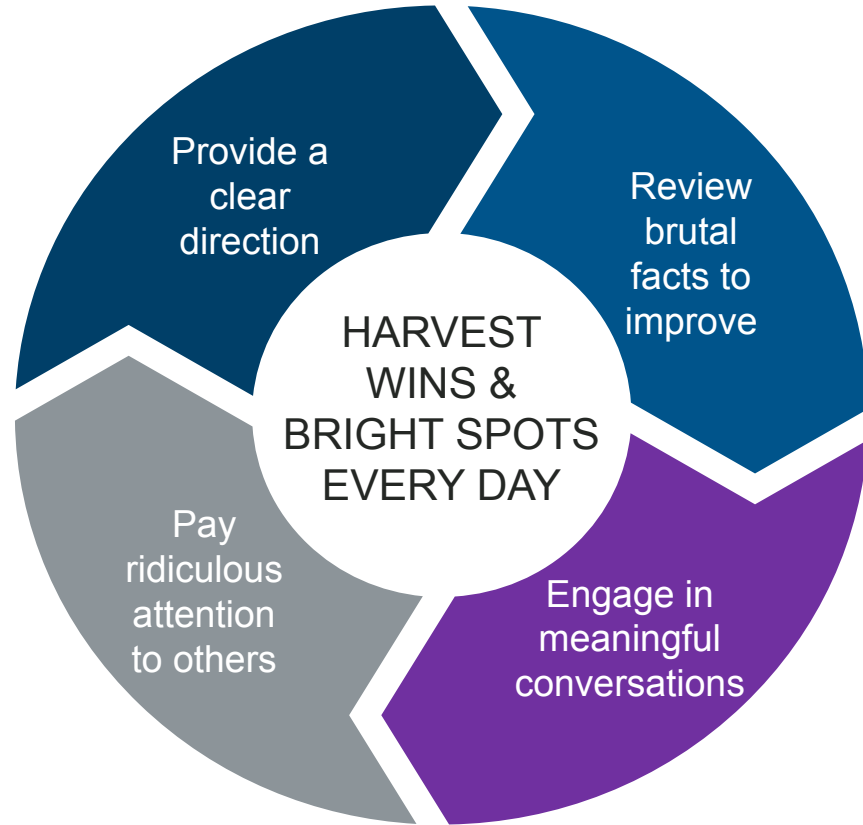 Provide a
clear
direction
Review
brutal
facts to
improve
HARVEST
WINS &
BRIGHT SPOTS
EVERY DAY
Engage in
meaningful
conversations
Pay
ridiculous
attention
to others